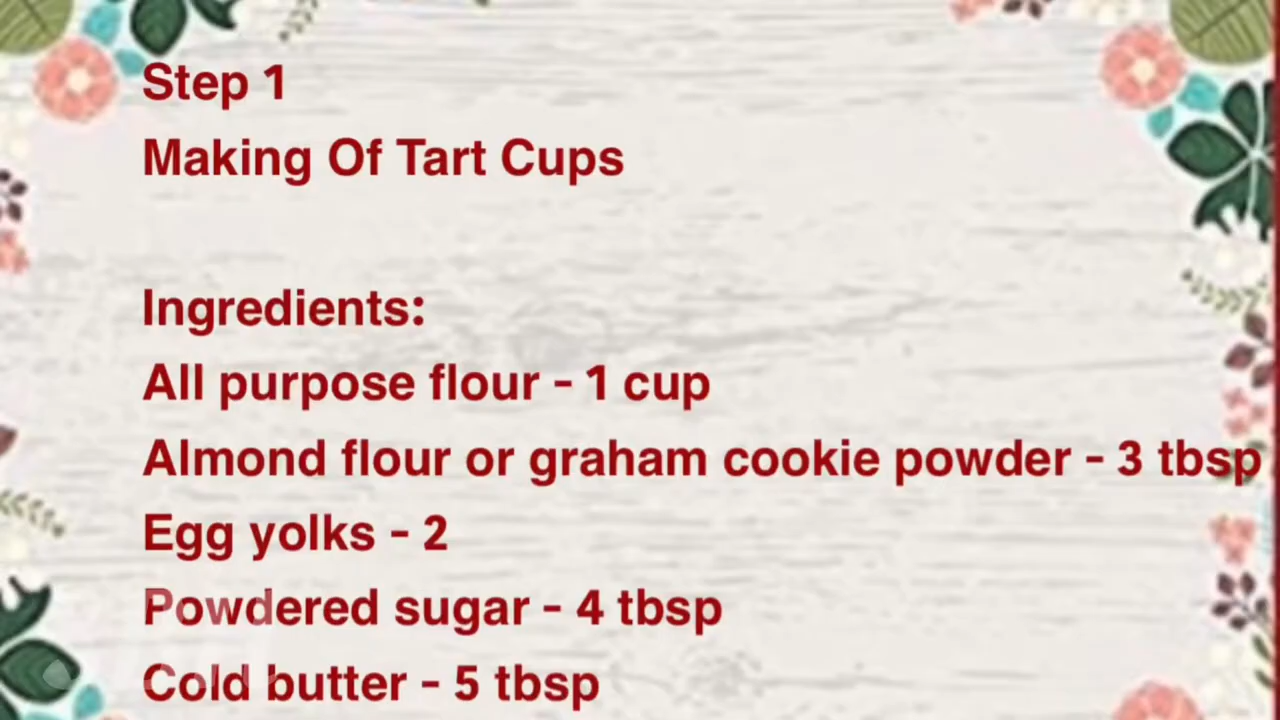 Step 1
Making Of Tart Cups
Ingredients:
All purpose flour - 1 cup
Almond flour or graham cookie powder - 3 tbsp
Egg yolks - 2
Powdered sugar - 4 tbsp
Cold butter - 5 tbsp